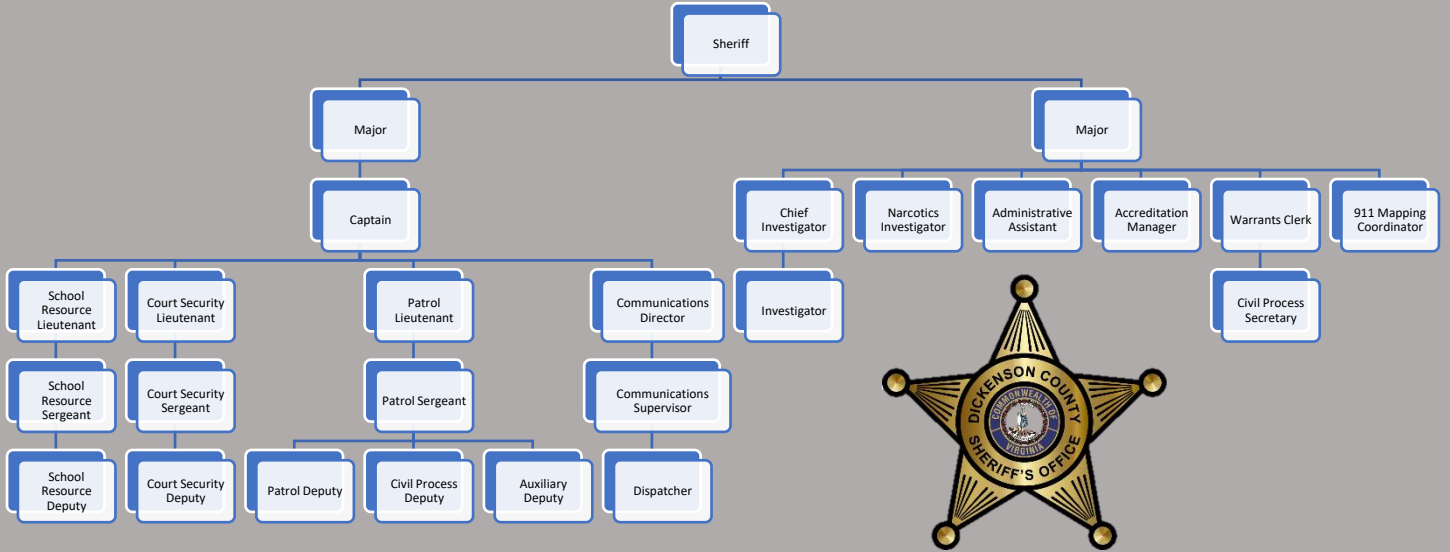 Sheriff
Major
Major
Captain
Chief
Investigator
Narcotics
Investigator
Administrative
Assistant
Accreditation
Manager
Warrants Clerk
911 Mapping
Coordinator
School
Resource
Lieutenant
Court Security
Lieutenant
Patrol
Lieutenant
Communications
Director
Investigator
Civil Process
Secretary
School
Resource
Sergeant
Court Security
Sergeant
Patrol Sergeant
Communications
Supervisor
School
Resource
Deputy
Court Security
Deputy
Patrol Deputy
Civil Process
Deputy
Auxiliary
Deputy
Dispatcher
DICKENSON COUNTY
COMMONWEALTH OF
VIRGINIA
SHERIFF'S OFFICE